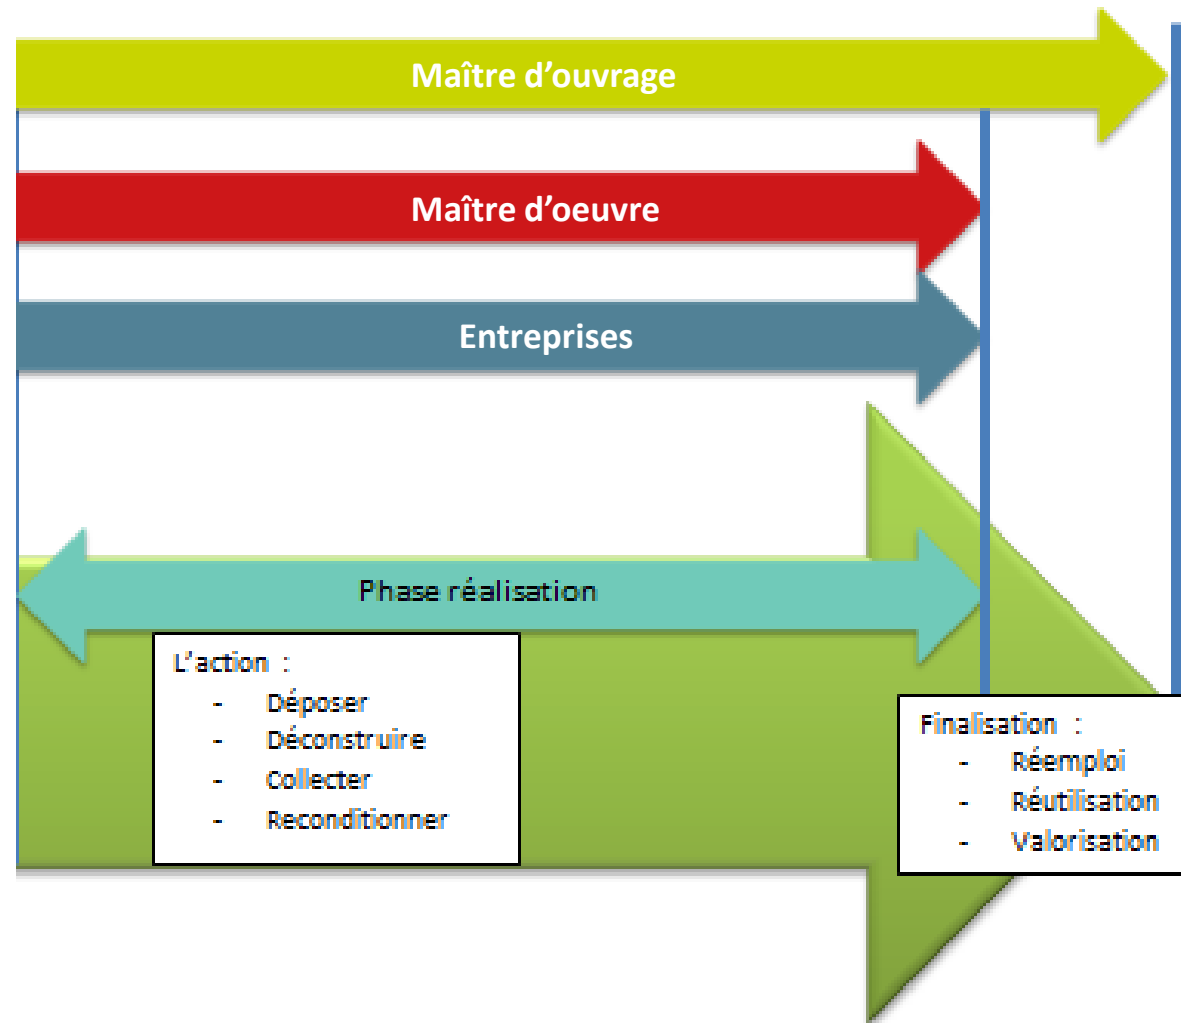 Maître d’ouvrage
Maître d’oeuvre
Entreprises
Phase réalisation
L’action :
- Déposer
- Déconstruire
- Collecter
- Reconditionner
Finalisation :
- Réemploi
- Réutilisation
- Valorisation